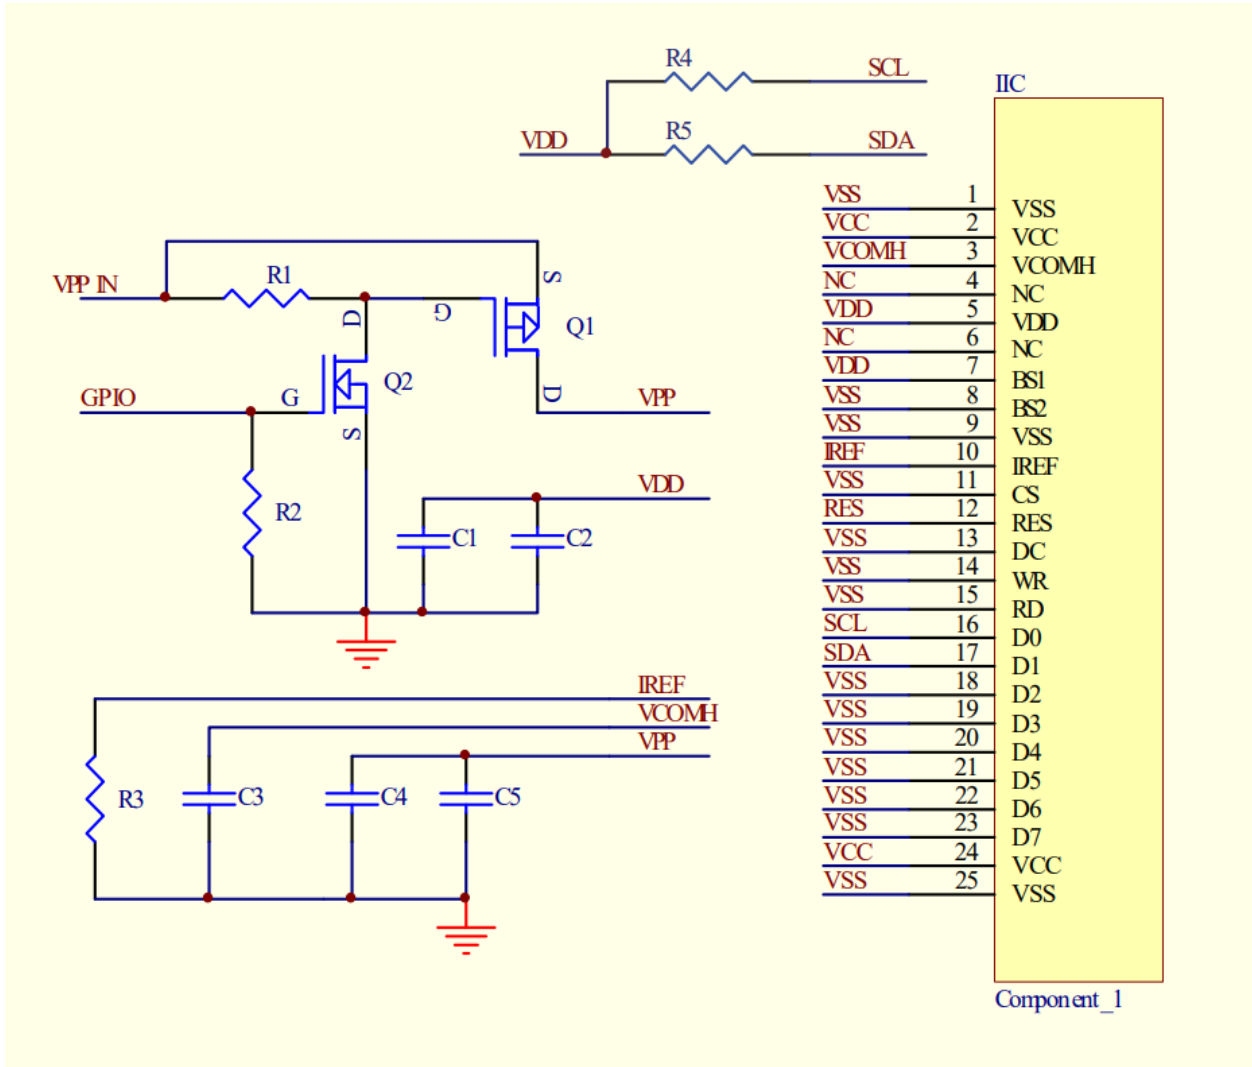 R4
SCL
R5
VDD
SDA
IIC
VPP IN
R1
S
D
G
Q1
GPIO
G
Q2
S
D
VPP
R2
VDD
C1
C2
IREF
VCOMH
VPP
R3
C3
C4
C5
VSS 1 VSS
VCC 2 VCC
VCOMH 3 VCOMH
NC 4 NC
VDD 5 VDD
NC 6 NC
VDD 7 BS1
VSS 8 BS2
VSS 9 VSS
IREF 10 IREF
VSS 11 CS
RES 12 RES
VSS 13 DC
VSS 14 WR
VSS 15 RD
SCL 16 D0
SDA 17 D1
VSS 18 D2
VSS 19 D3
VSS 20 D4
VSS 21 D5
VSS 22 D6
VSS 23 D7
VCC 24 VCC
VSS 25 VSS
Component_1